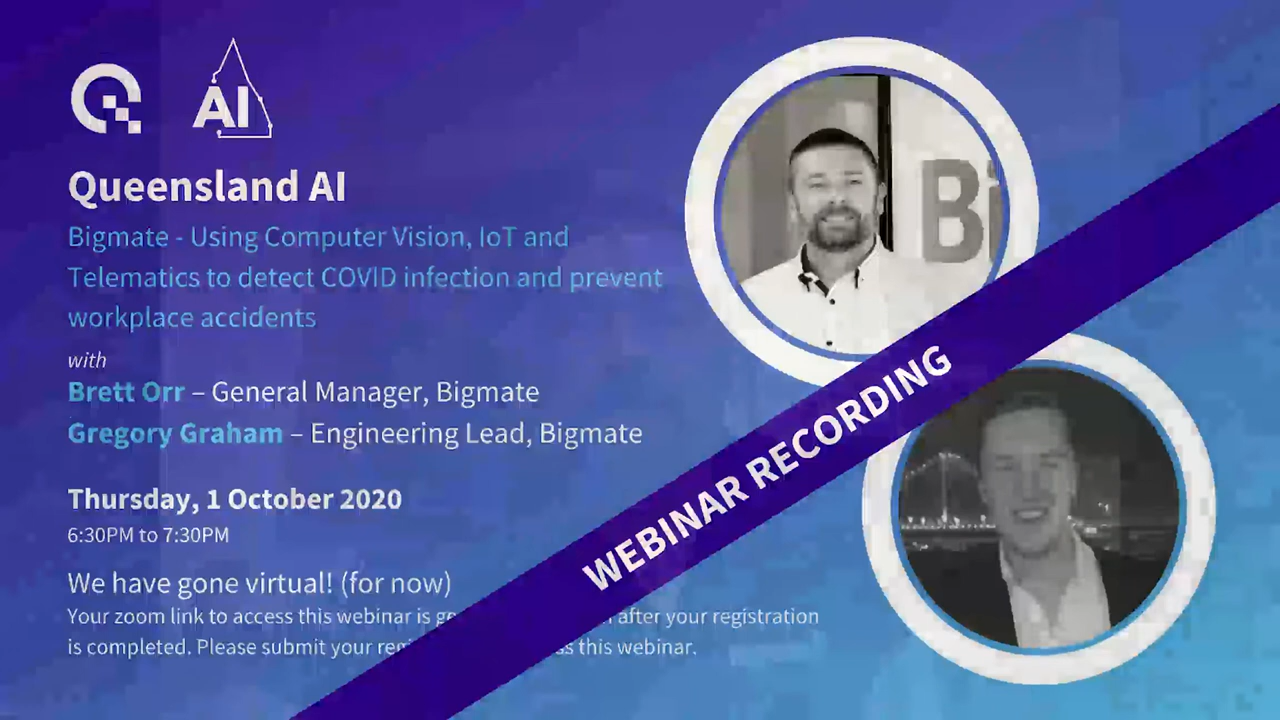 AI
Queensland AI
Bigmate - Using Computer Vision, IoT and
Telematics to detect COVID infection and prevent
workplace accidents
with
Brett Orr – General Manager, Bigmate
Gregory Graham – Engineering Lead, Bigmate
Thursday, 1 October 2020
6:30PM to 7:30PM
We have gone virtual! (for now)
Your zoom link to access this webinar is after your registration
is completed. Please submit your this webinar.
Bi
WEBINAR RECORDING